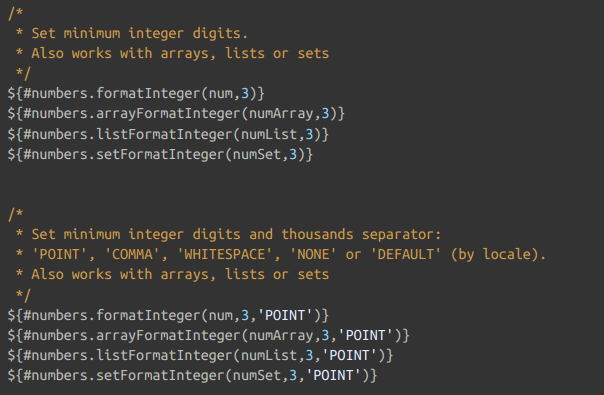 /*
 * Set minimum integer digits.
 * Also works with arrays, lists or sets
 */
${#numbers.formatInteger(num,3)}
${#numbers.arrayFormatInteger(numArray,3)}
${#numbers.listFormatInteger(numList,3)}
${#numbers.setFormatInteger(numSet,3)}
/*
 * Set minimum integer digits and thousands separator:
 * 'POINT', 'COMMA', 'WHITESPACE', 'NONE' or 'DEFAULT' (by locale).
 * Also works with arrays, lists or sets
 */
${#numbers.formatInteger(num,3,'POINT')}
${#numbers.arrayFormatInteger(numArray,3,'POINT')}
${#numbers.listFormatInteger(numList,3,'POINT')}
${#numbers.setFormatInteger(numSet,3,'POINT')}